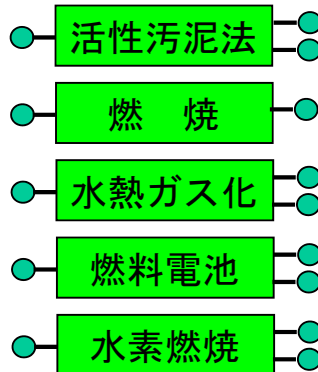 活性汚泥法
燃　焼
水熱ガス化
燃料電池
水素燃焼